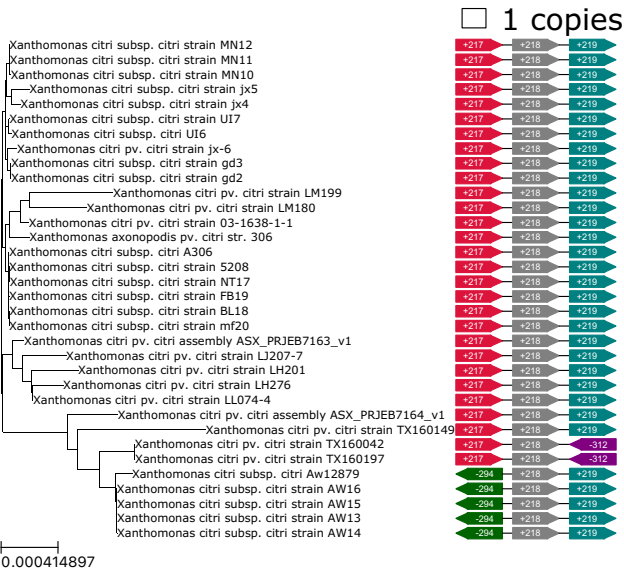 1 copies
Xanthomonas citri subsp. citri strain MN12 +217 +218 +219
Xanthomonas citri subsp. citri strain MN11 +217 +218 +219
Xanthomonas citri subsp. citri strain MN10 +217 +218 +219
Xanthomonas citri subsp. citri strain jx5 +217 +218 +219
Xanthomonas citri subsp. citri strain jx4 +217 +218 +219
Xanthomonas citri subsp. citri strain UI7 +217 +218 +219
Xanthomonas citri subsp. citri UI6 +217 +218 +219
Xanthomonas citri pv. citri strain jx-6 +217 +218 +219
Xanthomonas citri subsp. citri strain gd3 +217 +218 +219
Xanthomonas citri subsp. citri strain gd2 +217 +218 +219
Xanthomonas citri pv. citri strain LM199 +217 +218 +219
Xanthomonas citri pv. citri strain LM180 +217 +218 +219
Xanthomonas citri pv. citri strain 03-1638-1-1 +217 +218 +219
Xanthomonas axonopodis pv. citri str. 306 +217 +218 +219
Xanthomonas citri subsp. citri A306 +217 +218 +219
Xanthomonas citri subsp. citri strain 5208 +217 +218 +219
Xanthomonas citri subsp. citri strain NT17 +217 +218 +219
Xanthomonas citri subsp. citri strain FB19 +217 +218 +219
Xanthomonas citri subsp. citri strain BL18 +217 +218 +219
Xanthomonas citri subsp. citri strain mf20 +217 +218 +219
Xanthomonas citri pv. citri assembly ASX_PRJEB7163_v1 +217 +218 +219
Xanthomonas citri pv. citri strain LJ207-7 +217 +218 +219
Xanthomonas citri pv. citri strain LH201 +217 +218 +219
Xanthomonas citri pv. citri strain LH276 +217 +218 +219
Xanthomonas citri pv. citri strain LL074-4 +217 +218 +219
Xanthomonas citri pv. citri assembly ASX_PRJEB7164_v1 +217 +218 +219
Xanthomonas citri pv. citri strain TX160149 +217 +218 +219
Xanthomonas citri pv. citri strain TX160042 +217 +218 -312
Xanthomonas citri pv. citri strain TX160197 +217 +218 -312
Xanthomonas citri subsp. citri Aw12879 -294 +218 +219
Xanthomonas citri subsp. citri strain AW16 -294 +218 +219
Xanthomonas citri subsp. citri strain AW15 -294 +218 +219
Xanthomonas citri subsp. citri strain AW13 -294 +218 +219
Xanthomonas citri subsp. citri strain AW14 -294 +218 +219
0.000414897